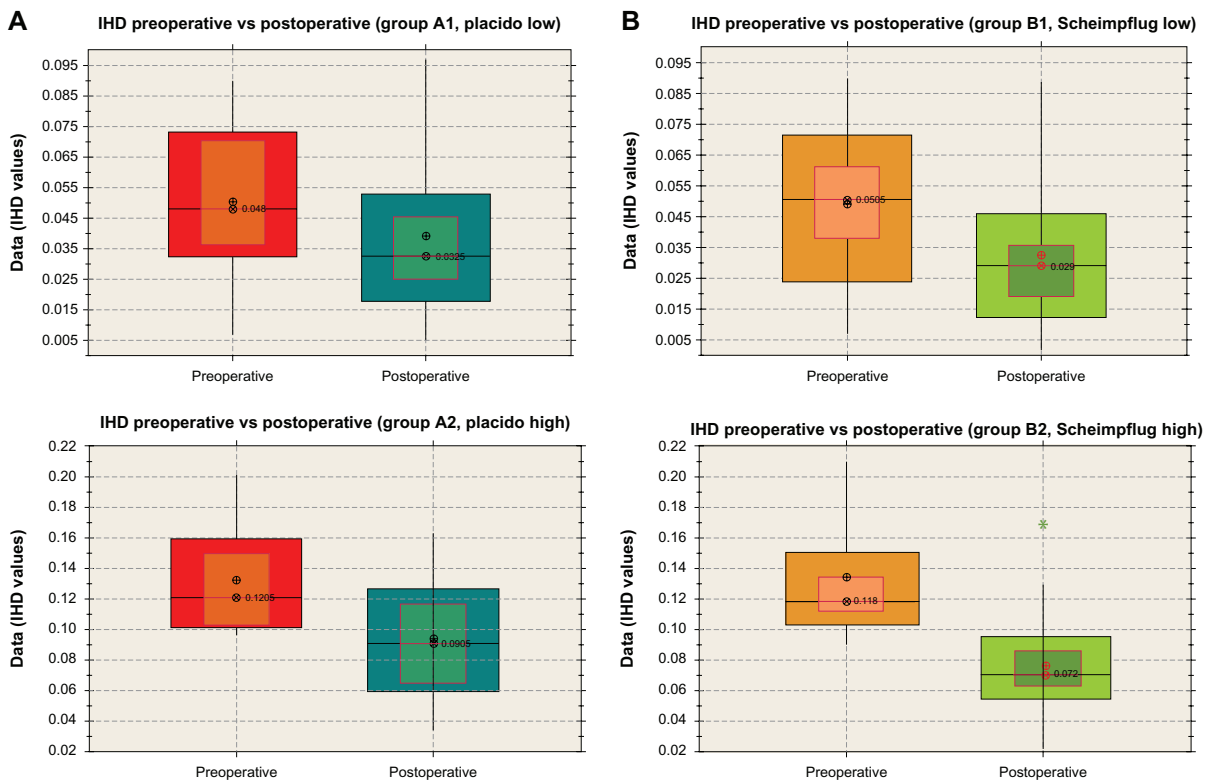 A
IHD preoperative vs postoperative (group A1, placido low)
Data (IHD values)
0.095
0.085
0.075
0.065
0.055
0.045
0.035
0.025
0.015
0.005
0.048
0.0325
Preoperative
Postoperative
B
IHD preoperative vs postoperative (group B1, Scheimpflug low)
Data (IHD values)
0.095
0.085
0.075
0.065
0.055
0.045
0.035
0.025
0.015
0.005
0.0505
0.029
Preoperative
Postoperative
IHD preoperative vs postoperative (group A2, placido high)
Data (IHD values)
0.22
0.20
0.18
0.16
0.14
0.12
0.10
0.08
0.06
0.04
0.02
0.1205
0.0905
Preoperative
Postoperative
IHD preoperative vs postoperative (group B2, Scheimpflug high)
Data (IHD values)
0.22
0.20
0.18
0.16
0.14
0.12
0.10
0.08
0.06
0.04
0.02
0.118
0.072
Preoperative
Postoperative